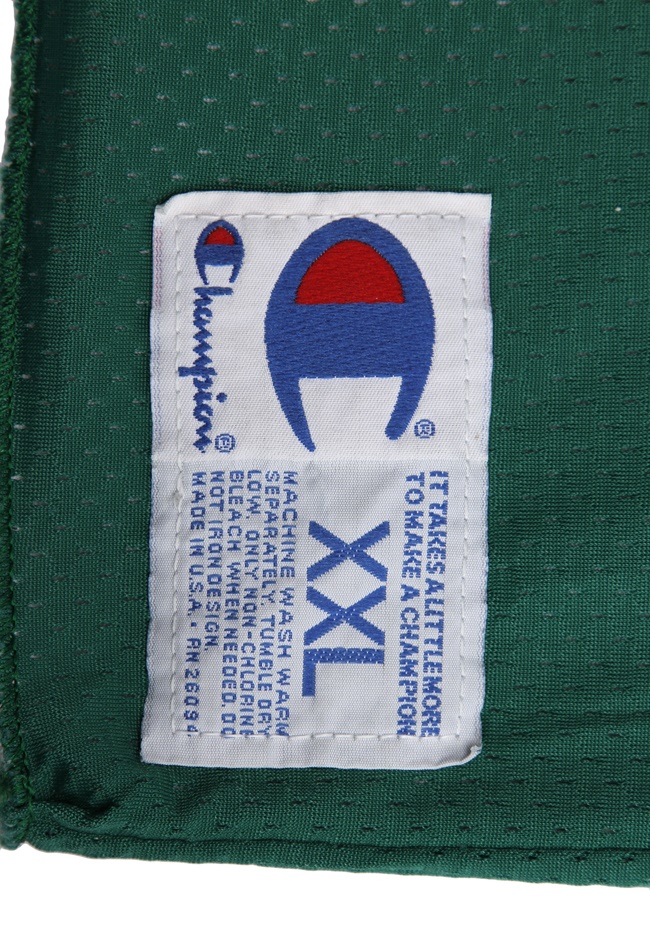 Champion®
®
IT TAKES A LITTLE MORE
TO MAKE A CHAMPION
XXL
MACHINE WASH WARM
SEPARATELY. TUMBLE DRY
LOW. ONLY NON-CHLORINE
BLEACH WHEN NEEDED. DO
NOT IRON DESIGN.
MADE IN U.S.A. • RN 26094